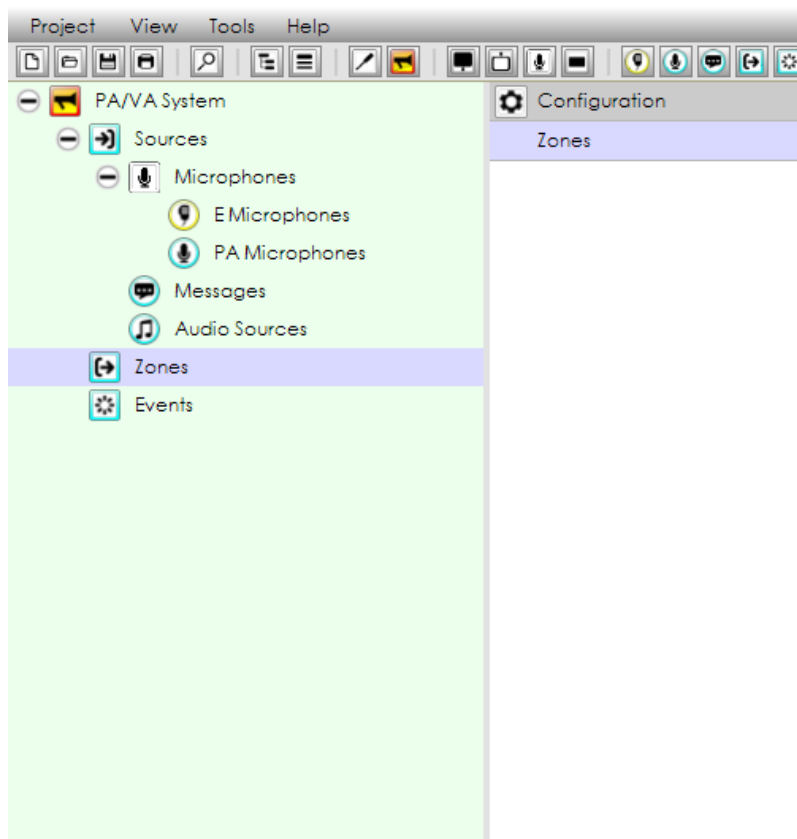 Project View Tools Help
PA/VA System
Sources
Microphones
E Microphones
PA Microphones
Messages
Audio Sources
Zones
Events
Configuration
Zones